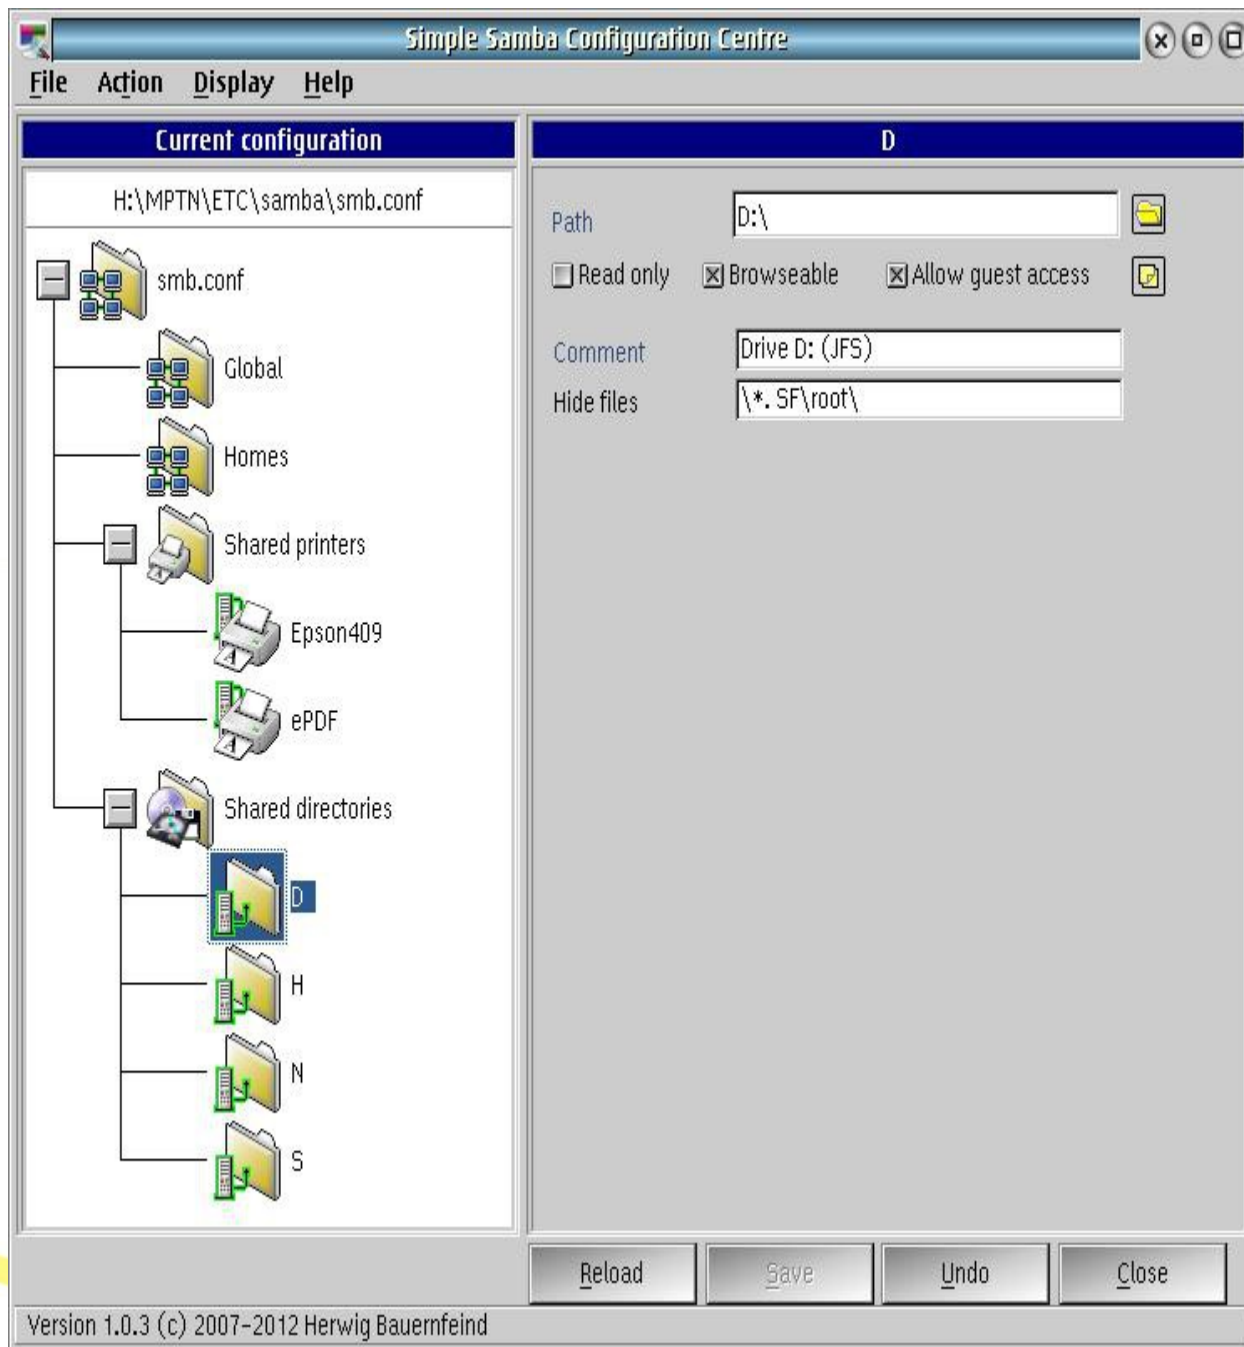 Simple Samba Configuration Centre
File Action Display Help
Current configuration
H:\MPTN\ETC\samba\smb.conf
smb.conf
Global
Homes
Shared printers
Epson409
ePDF
Shared directories
D
H
N
S
D
Path D:\
Read only Browseable Allow guest access
Comment Drive D: (JFS)
Hide files \*. SF\root\
Reload Save Undo Close
Version 1.0.3 (c) 2007-2012 Herwig Bauernfeind